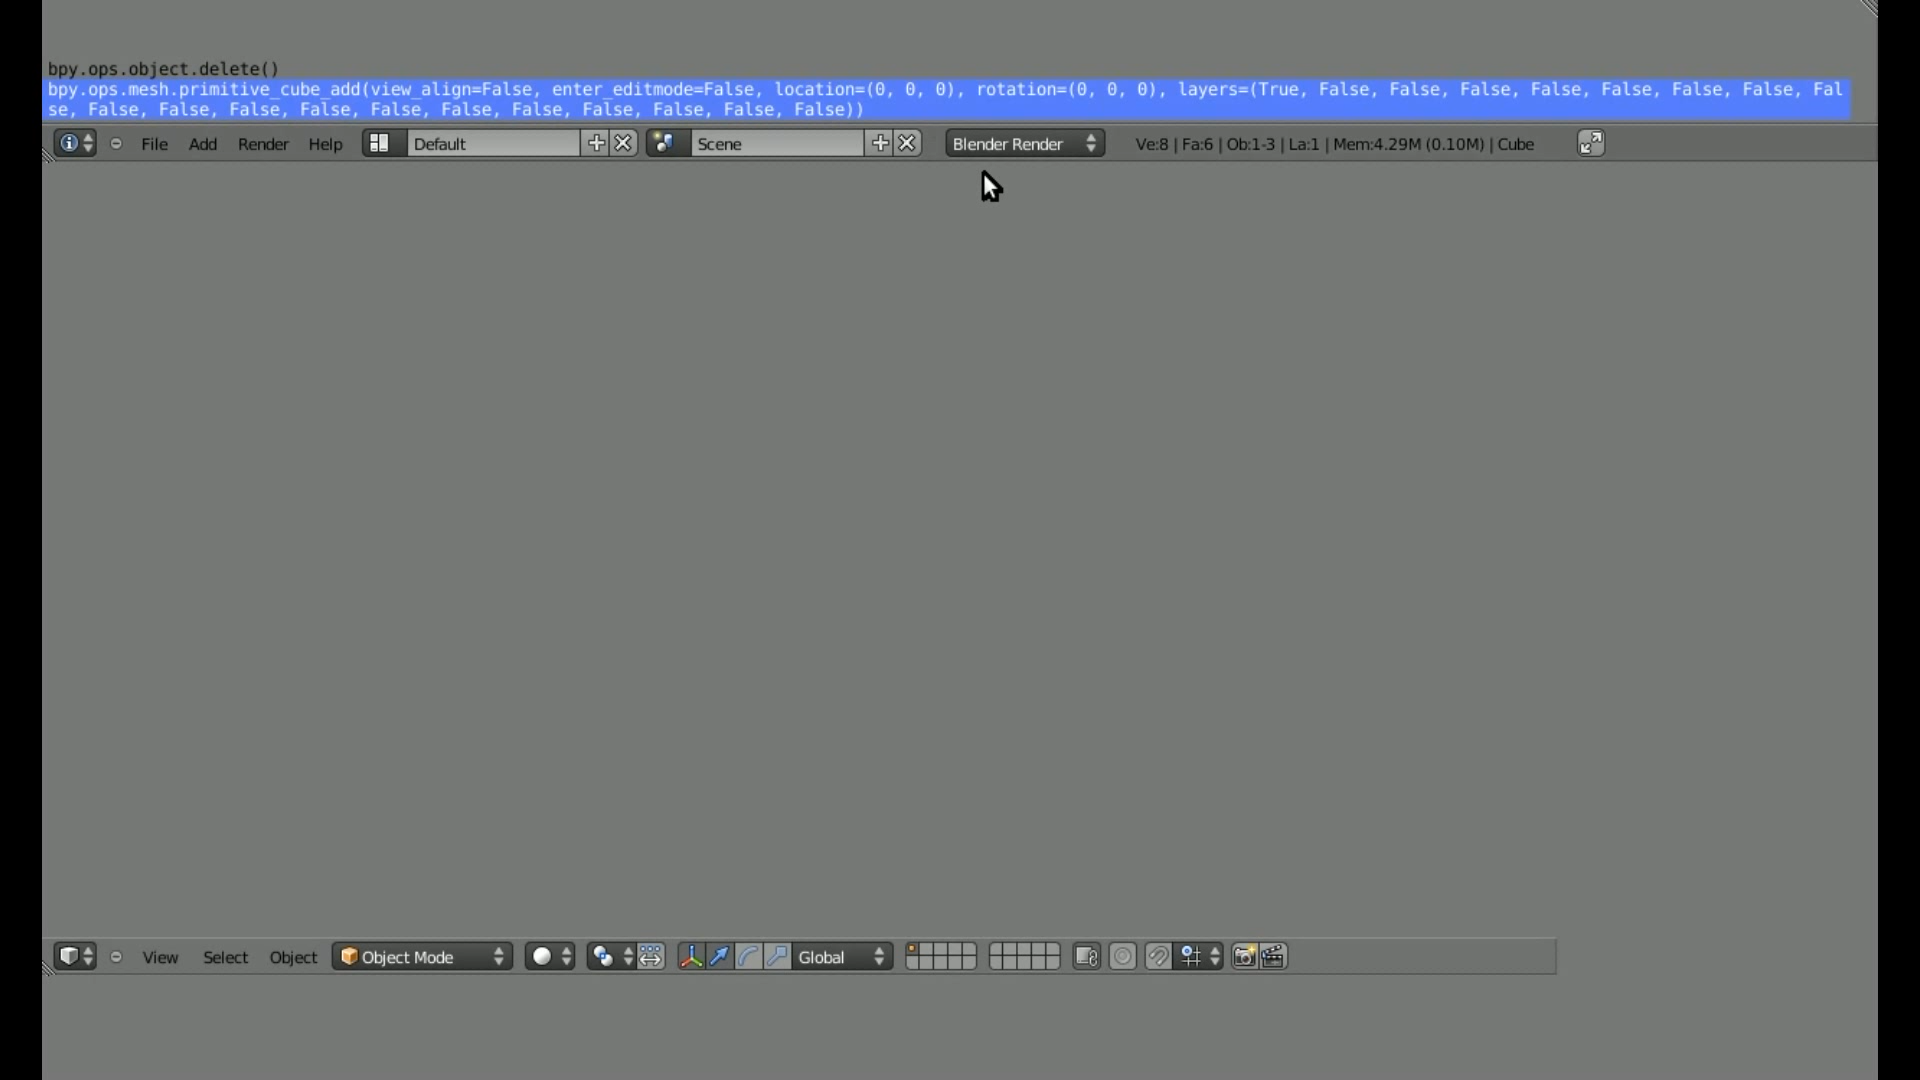 bpy.ops.object.delete()
bpy.ops.mesh.primitive_cube_add(view_align=False, enter_editmode=False, location=(0, 0, 0), rotation=(0, 0, 0), layers=(True, False, False, False, False, False, False, False, Fal
se, False, False, False, False, False, False, False, False, False, False, False))
File Add Render Help Default Scene Blender Render Ve:8 | Fa:6 | Ob:1-3 | La:1 | Mem:4.29M (0.10M) | Cube
View Select Object Object Mode Global